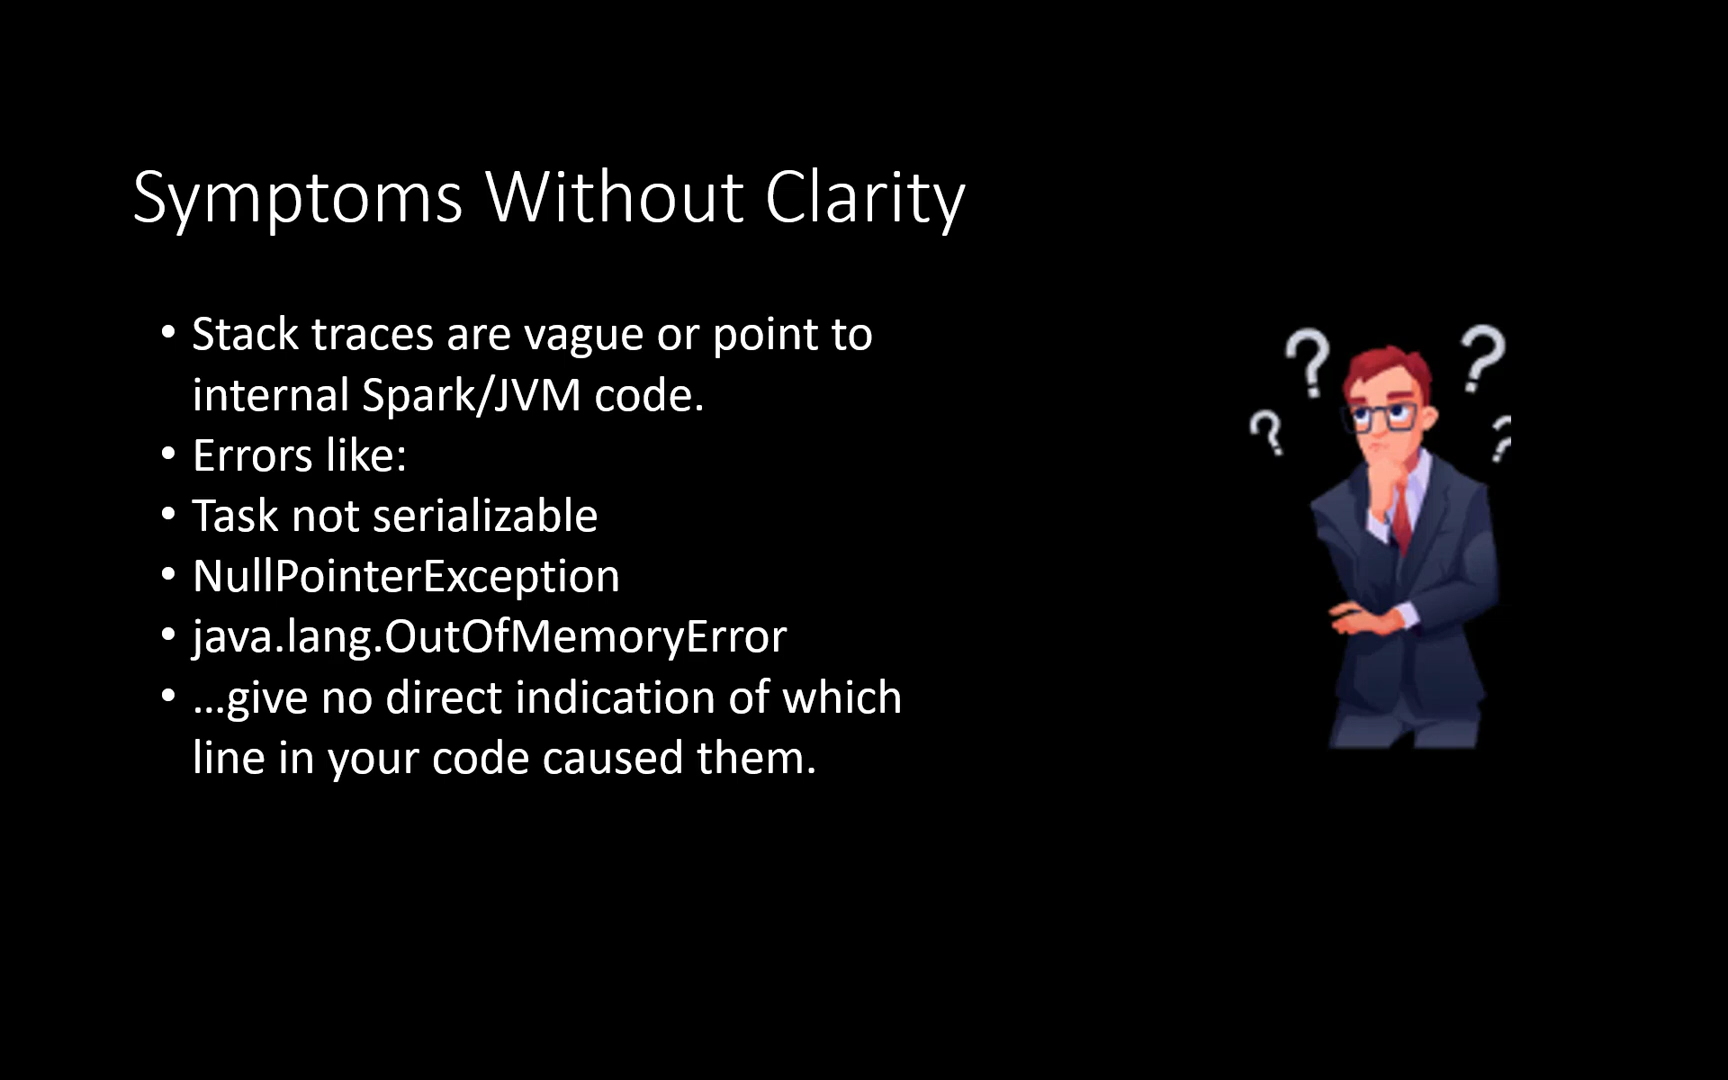 Symptoms Without Clarity
• Stack traces are vague or point to
internal Spark/JVM code.
• Errors like:
• Task not serializable
• NullPointerException
• java.lang.OutOfMemoryError
• …give no direct indication of which
line in your code caused them.
? ? ? ?